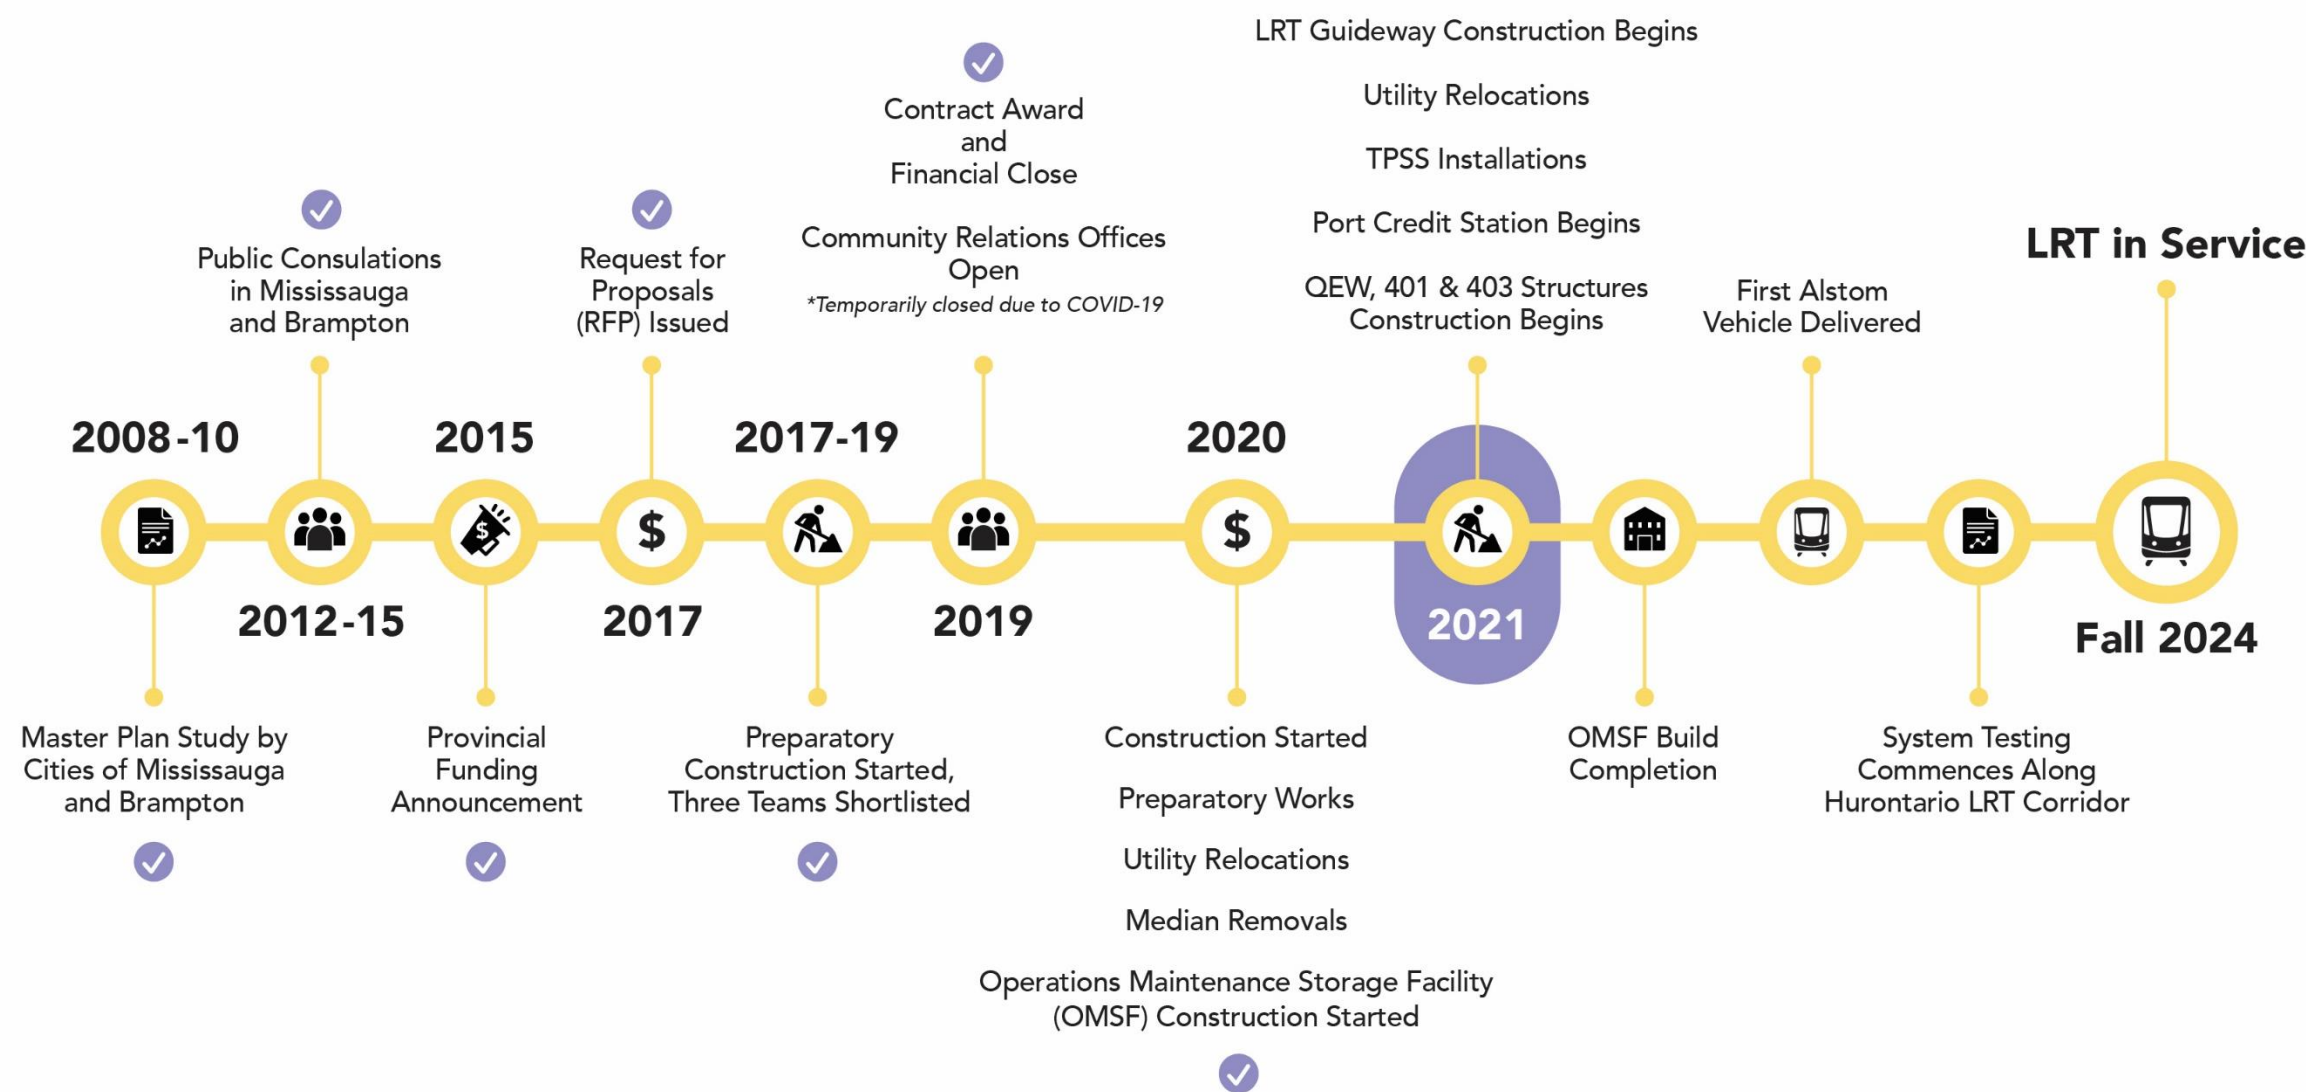 2008-10
Master Plan Study by
Cities of Mississauga
and Brampton
Public Consulations
in Mississauga
and Brampton
2012-15
2015
Provincial
Funding
Announcement
Request for
Proposals
(RFP) Issued
$
2017
2017-19
Preparatory
Construction Started,
Three Teams Shortlisted
Contract Award
and
Financial Close
Community Relations Offices
Open
*Temporarily closed due to COVID-19
2019
2020
$
Construction Started
Preparatory Works
Utility Relocations
Median Removals
Operations Maintenance Storage Facility
(OMSF) Construction Started
LRT Guideway Construction Begins
Utility Relocations
TPSS Installations
Port Credit Station Begins
QEW, 401 & 403 Structures
Construction Begins
2021
OMSF Build
Completion
First Alstom
Vehicle Delivered
System Testing
Commences Along
Hurontario LRT Corridor
LRT in Service
Fall 2024